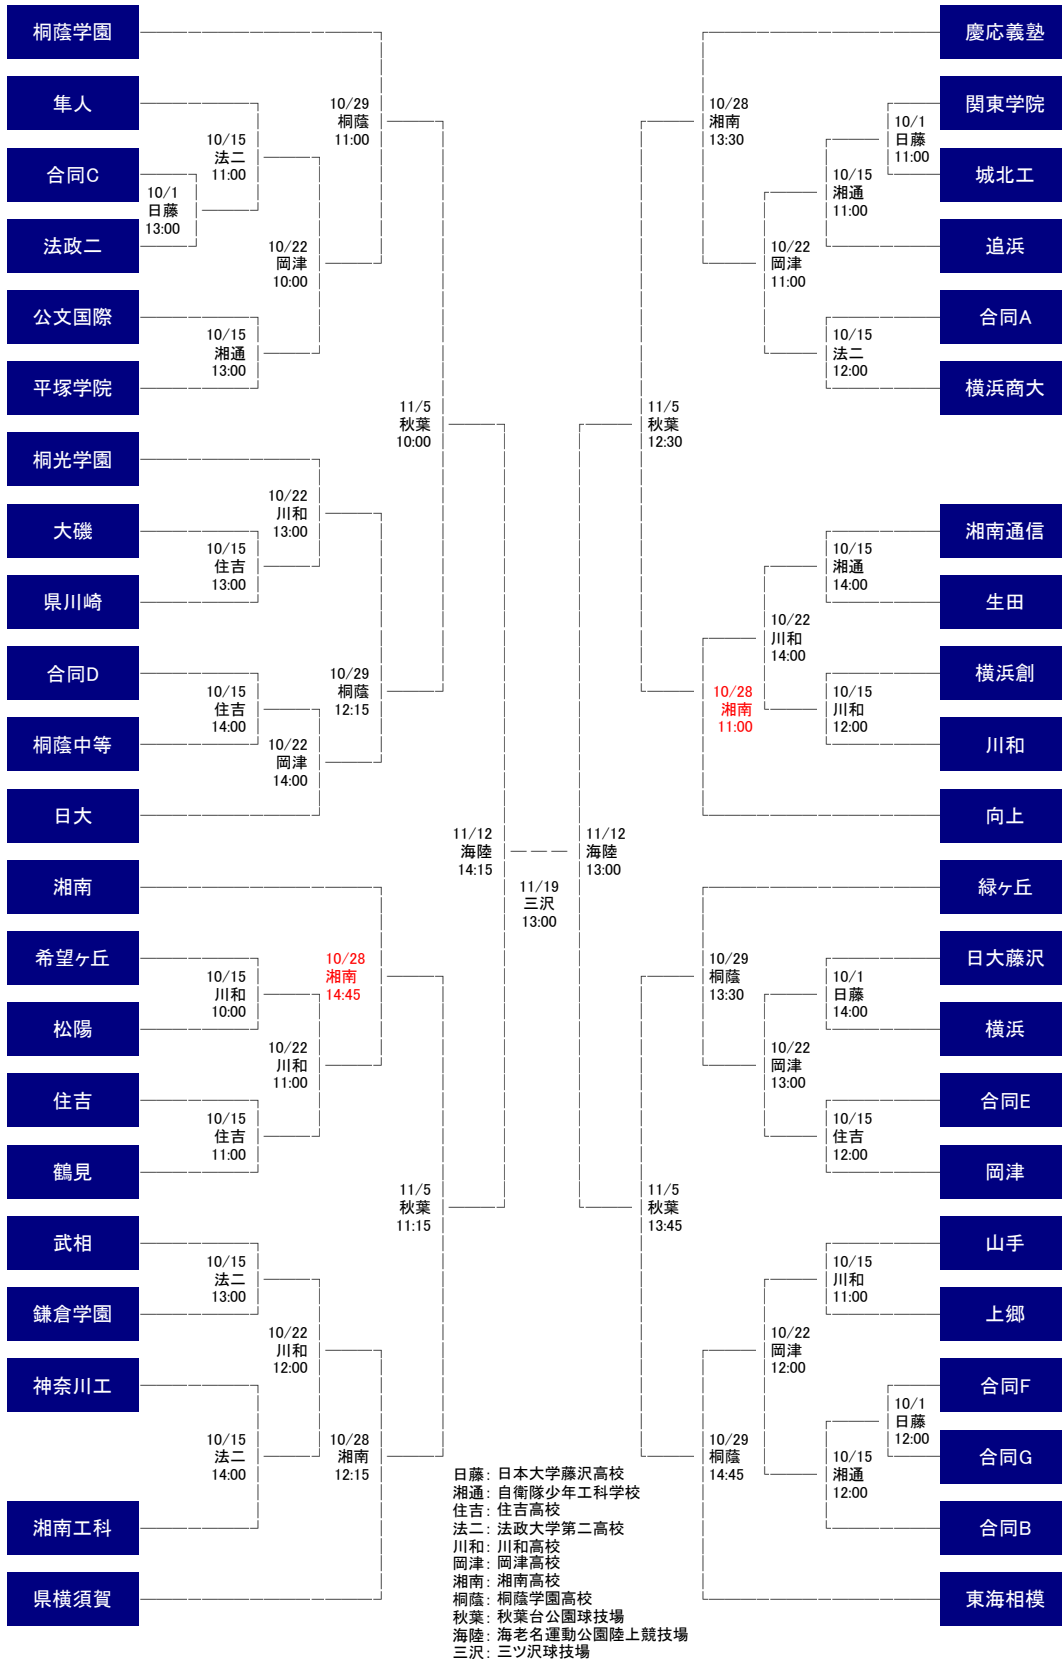 桐蔭学園
隼人
合同C
法政二
公文国際
平塚学院
桐光学園
大磯
県川崎
合同D
桐蔭中等
日大
湘南
希望ヶ丘
松陽
住吉
鶴見
武相
鎌倉学園
神奈川工
湘南工科
県横須賀
10/1
日藤
13:00
10/15
法二
11:00
10/15
湘通
13:00
10/15
住吉
13:00
10/15
住吉
14:00
10/15
川和
10:00
10/15
住吉
11:00
10/15
法二
13:00
10/15
法二
14:00
10/22
岡津
10:00
10/22
川和
13:00
10/22
岡津
14:00
10/22
川和
11:00
10/22
川和
12:00
10/29
桐蔭
11:00
10/29
桐蔭
12:15
10/28
湘南
14:45
10/28
湘南
12:15
11/5
秋葉
10:00
11/5
秋葉
11:15
11/12
海陸
14:15
11/19
三沢
13:00
11/12
海陸
13:00
11/5
秋葉
12:30
11/5
秋葉
13:45
10/28
湘南
13:30
10/28
湘南
11:00
10/29
桐蔭
13:30
10/29
桐蔭
14:45
10/22
岡津
11:00
10/22
川和
14:00
10/22
岡津
13:00
10/22
岡津
12:00
10/15
湘通
11:00
10/15
法二
12:00
10/15
湘通
14:00
10/15
川和
12:00
10/1
日藤
14:00
10/15
住吉
12:00
10/15
川和
11:00
10/15
湘通
12:00
10/1
日藤
11:00
10/1
日藤
12:00
慶応義塾
関東学院
城北工
追浜
合同A
横浜商大
湘南通信
生田
横浜創
川和
向上
緑ヶ丘
日大藤沢
横浜
合同E
岡津
山手
上郷
合同F
合同G
合同B
東海相模
日藤：日本大学藤沢高校
湘通：自衛隊少年工科学校
住吉：住吉高校
法二：法政大学第二高校
川和：川和高校
岡津：岡津高校
湘南：湘南高校
桐蔭：桐蔭学園高校
秋葉：秋葉台公園球技場
海陸：海老名運動公園陸上競技場
三沢：三ツ沢球技場